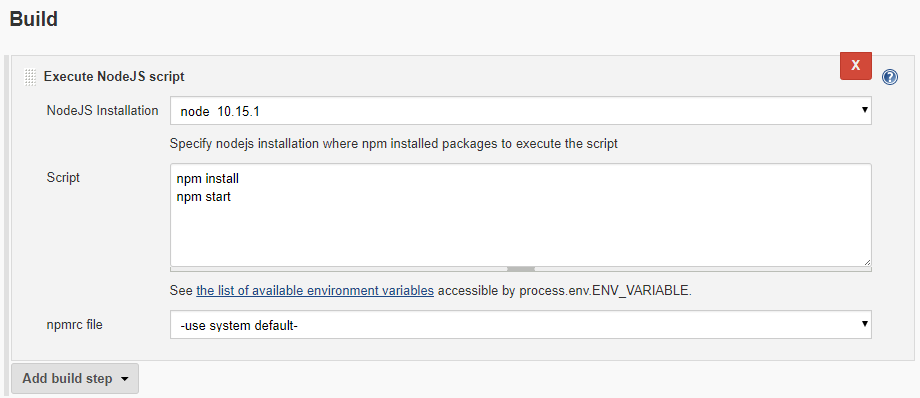 Build
Execute NodeJS script
X
?
NodeJS Installation
node 10.15.1
Specify nodejs installation where npm installed packages to execute the script
Script
npm install
npm start
See the list of available environment variables accessible by process.env.ENV_VARIABLE.
npmrc file
-use system default-
Add build step